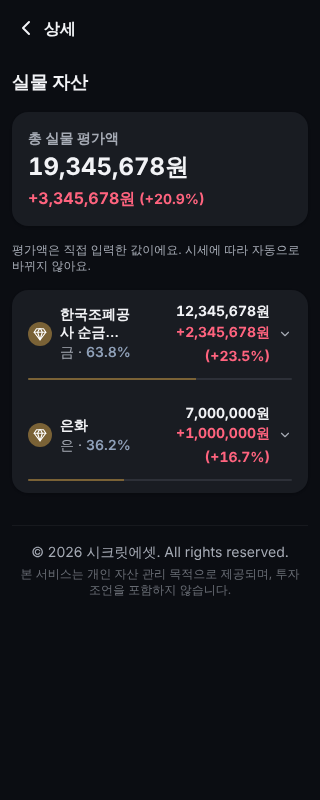 상세
실물 자산
총 실물 평가액
19,345,678원
+3,345,678원 (+20.9%)
평가액은 직접 입력한 값이에요. 시세에 따라 자동으로
바뀌지 않아요.
한국조폐공
사 순금...
금 · 63.8%
12,345,678원
+2,345,678원
(+23.5%)
은화
은 · 36.2%
7,000,000원
+1,000,000원
(+16.7%)
© 2026 시크릿에셋. All rights reserved.
본 서비스는 개인 자산 관리 목적으로 제공되며, 투자
조언을 포함하지 않습니다.